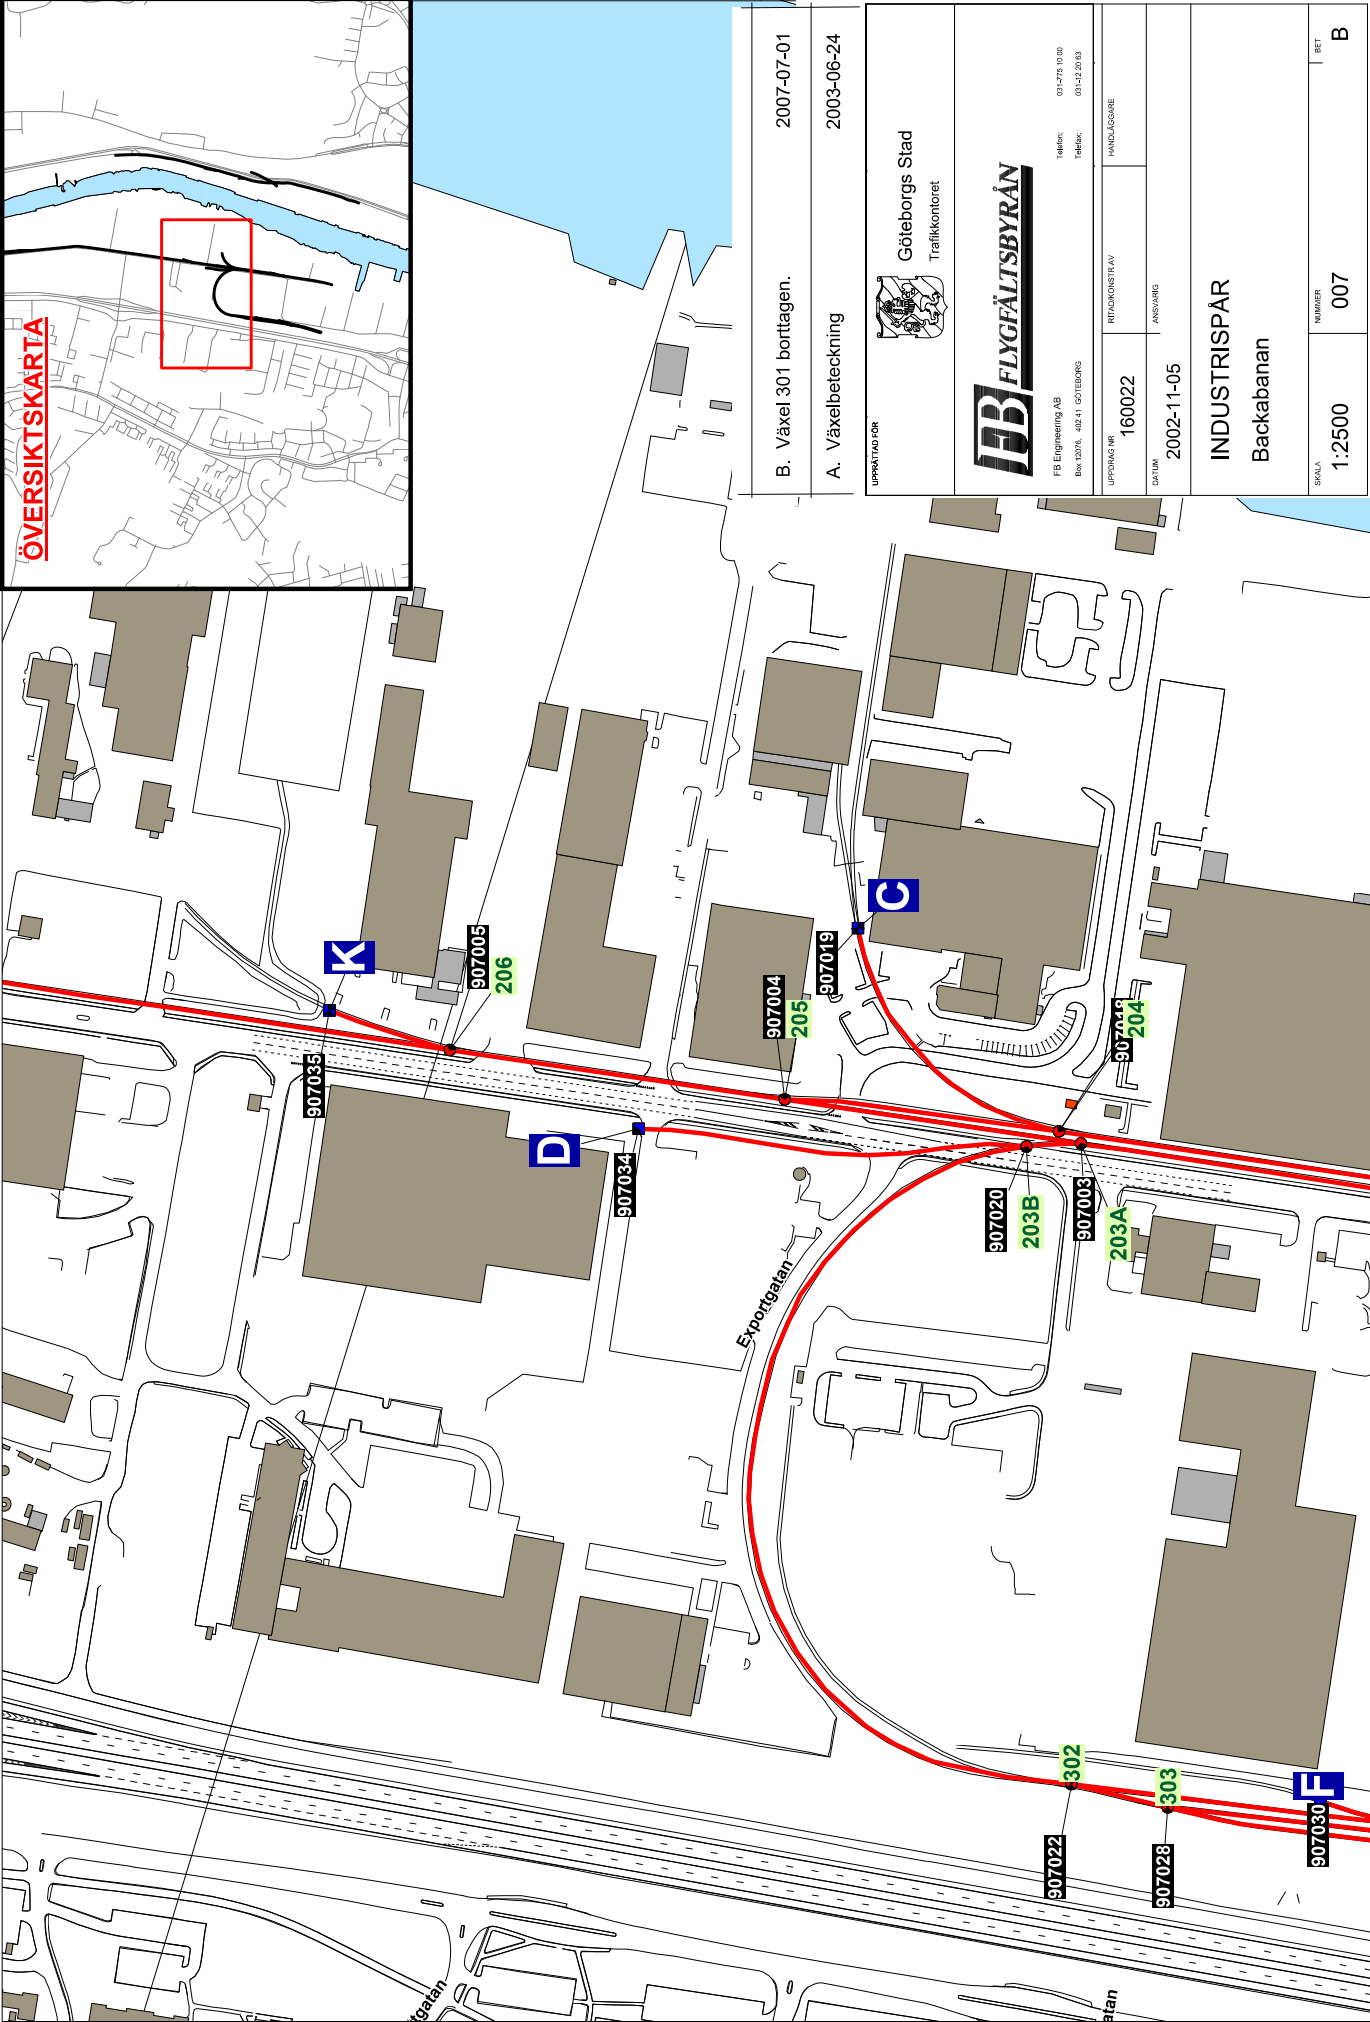 ÖVERSIKTSKARTA
B. Växel 301 borttagen. 2007-07-01
A. Växelbeteckning 2003-06-24
UPPRÄTTAD FÖR
Göteborgs Stad
Trafikkontoret
FB FLYGFÄLTSBYRÅN
FB Engineering AB
Box 12076, 402 41 GÖTEBORG
Telefon: 031-775 10 00
Telefax: 031-12 20 63
UPPDRAG NR
160022
RITAD/KONSTR AV
HANDLÄGGARE
DATUM
2002-11-05
ANSVARIG
INDUSTRISPÅR
Backabanan
SKALA
1:2500
NUMMER
007
BET
B
K
907035
907005
206
D
907034
907004
205
907019
C
204
907020
203B
907003
203A
Exportgatan
302
907022
303
907028
F
907030